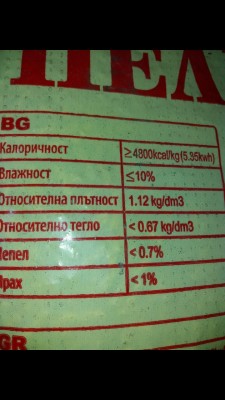 ПЕЛ
BG
Калоричност ≥4800kcal/kg (5.35kwh)
Влажност ≤10%
Относителна плътност 1.12 kg/dm3
Относително тегло <0.67 kg/dm3
Пепел <0.7%
Прах <1%
GR